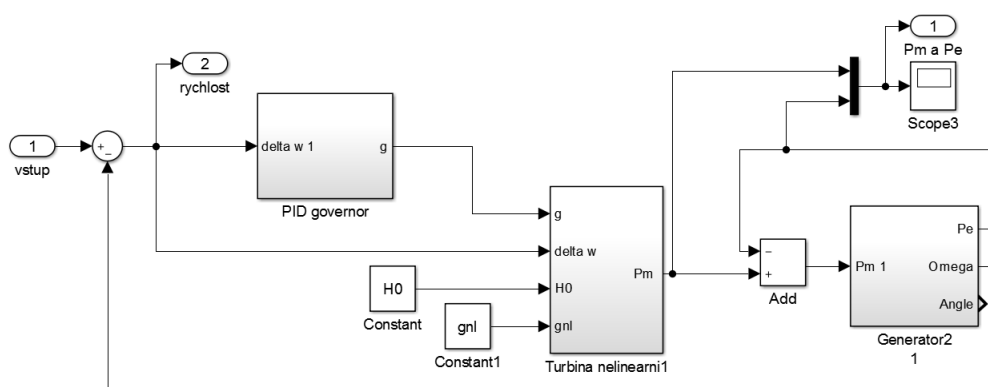 1
Pm a Pe
2
rychlost
Scope3
1
vstup
+
−
delta w 1
g
PID governor
g
delta w
H0
gnl
Pm
Turbina nelinearni1
H0
Constant
gnl
Constant1
−
+
Add
Pm 1
Pe
Omega
Angle
Generator2
1